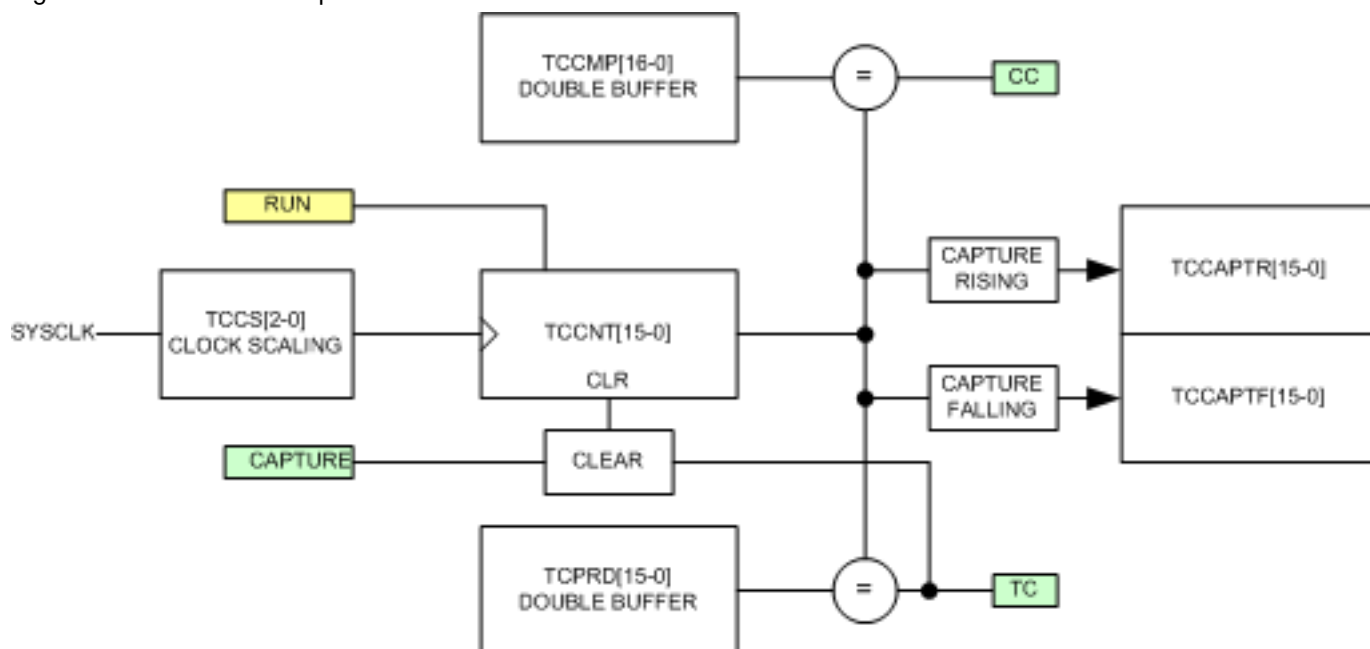 TCCMP[16-0]
DOUBLE BUFFER
=
CC
RUN
CAPTURE
RISING
TCCAPTR[15-0]
SYSCLK
TCCS[2-0]
CLOCK SCALING
TCCNT[15-0]
CLR
CAPTURE
FALLING
TCCAPTF[15-0]
CAPTURE
CLEAR
TCPRD[15-0]
DOUBLE BUFFER
=
TC